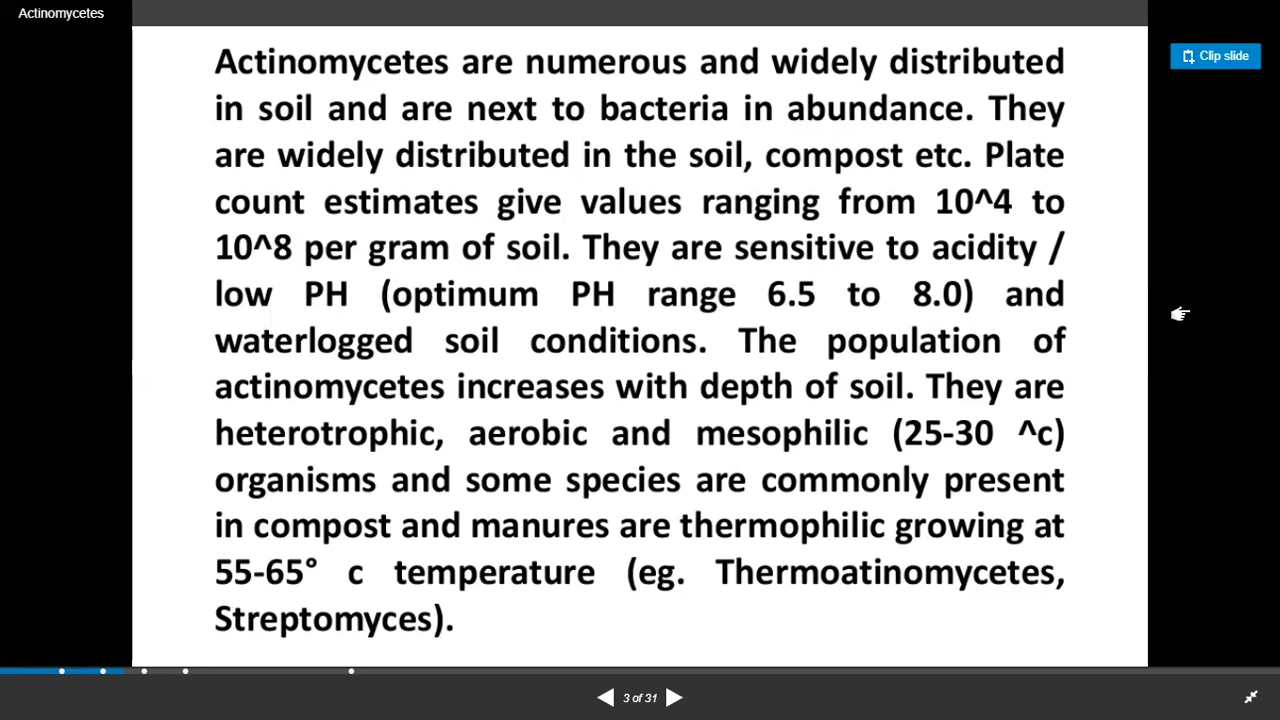 Actinomycetes
Clip slide
Actinomycetes are numerous and widely distributed
in soil and are next to bacteria in abundance. They
are widely distributed in the soil, compost etc. Plate
count estimates give values ranging from 10^4 to
10^8 per gram of soil. They are sensitive to acidity /
low PH (optimum PH range 6.5 to 8.0) and
waterlogged soil conditions. The population of
actinomycetes increases with depth of soil. They are
heterotrophic, aerobic and mesophilic (25-30 ^c)
organisms and some species are commonly present
in compost and manures are thermophilic growing at
55-65° c temperature (eg. Thermoatinomycetes,
Streptomyces).
3 of 31